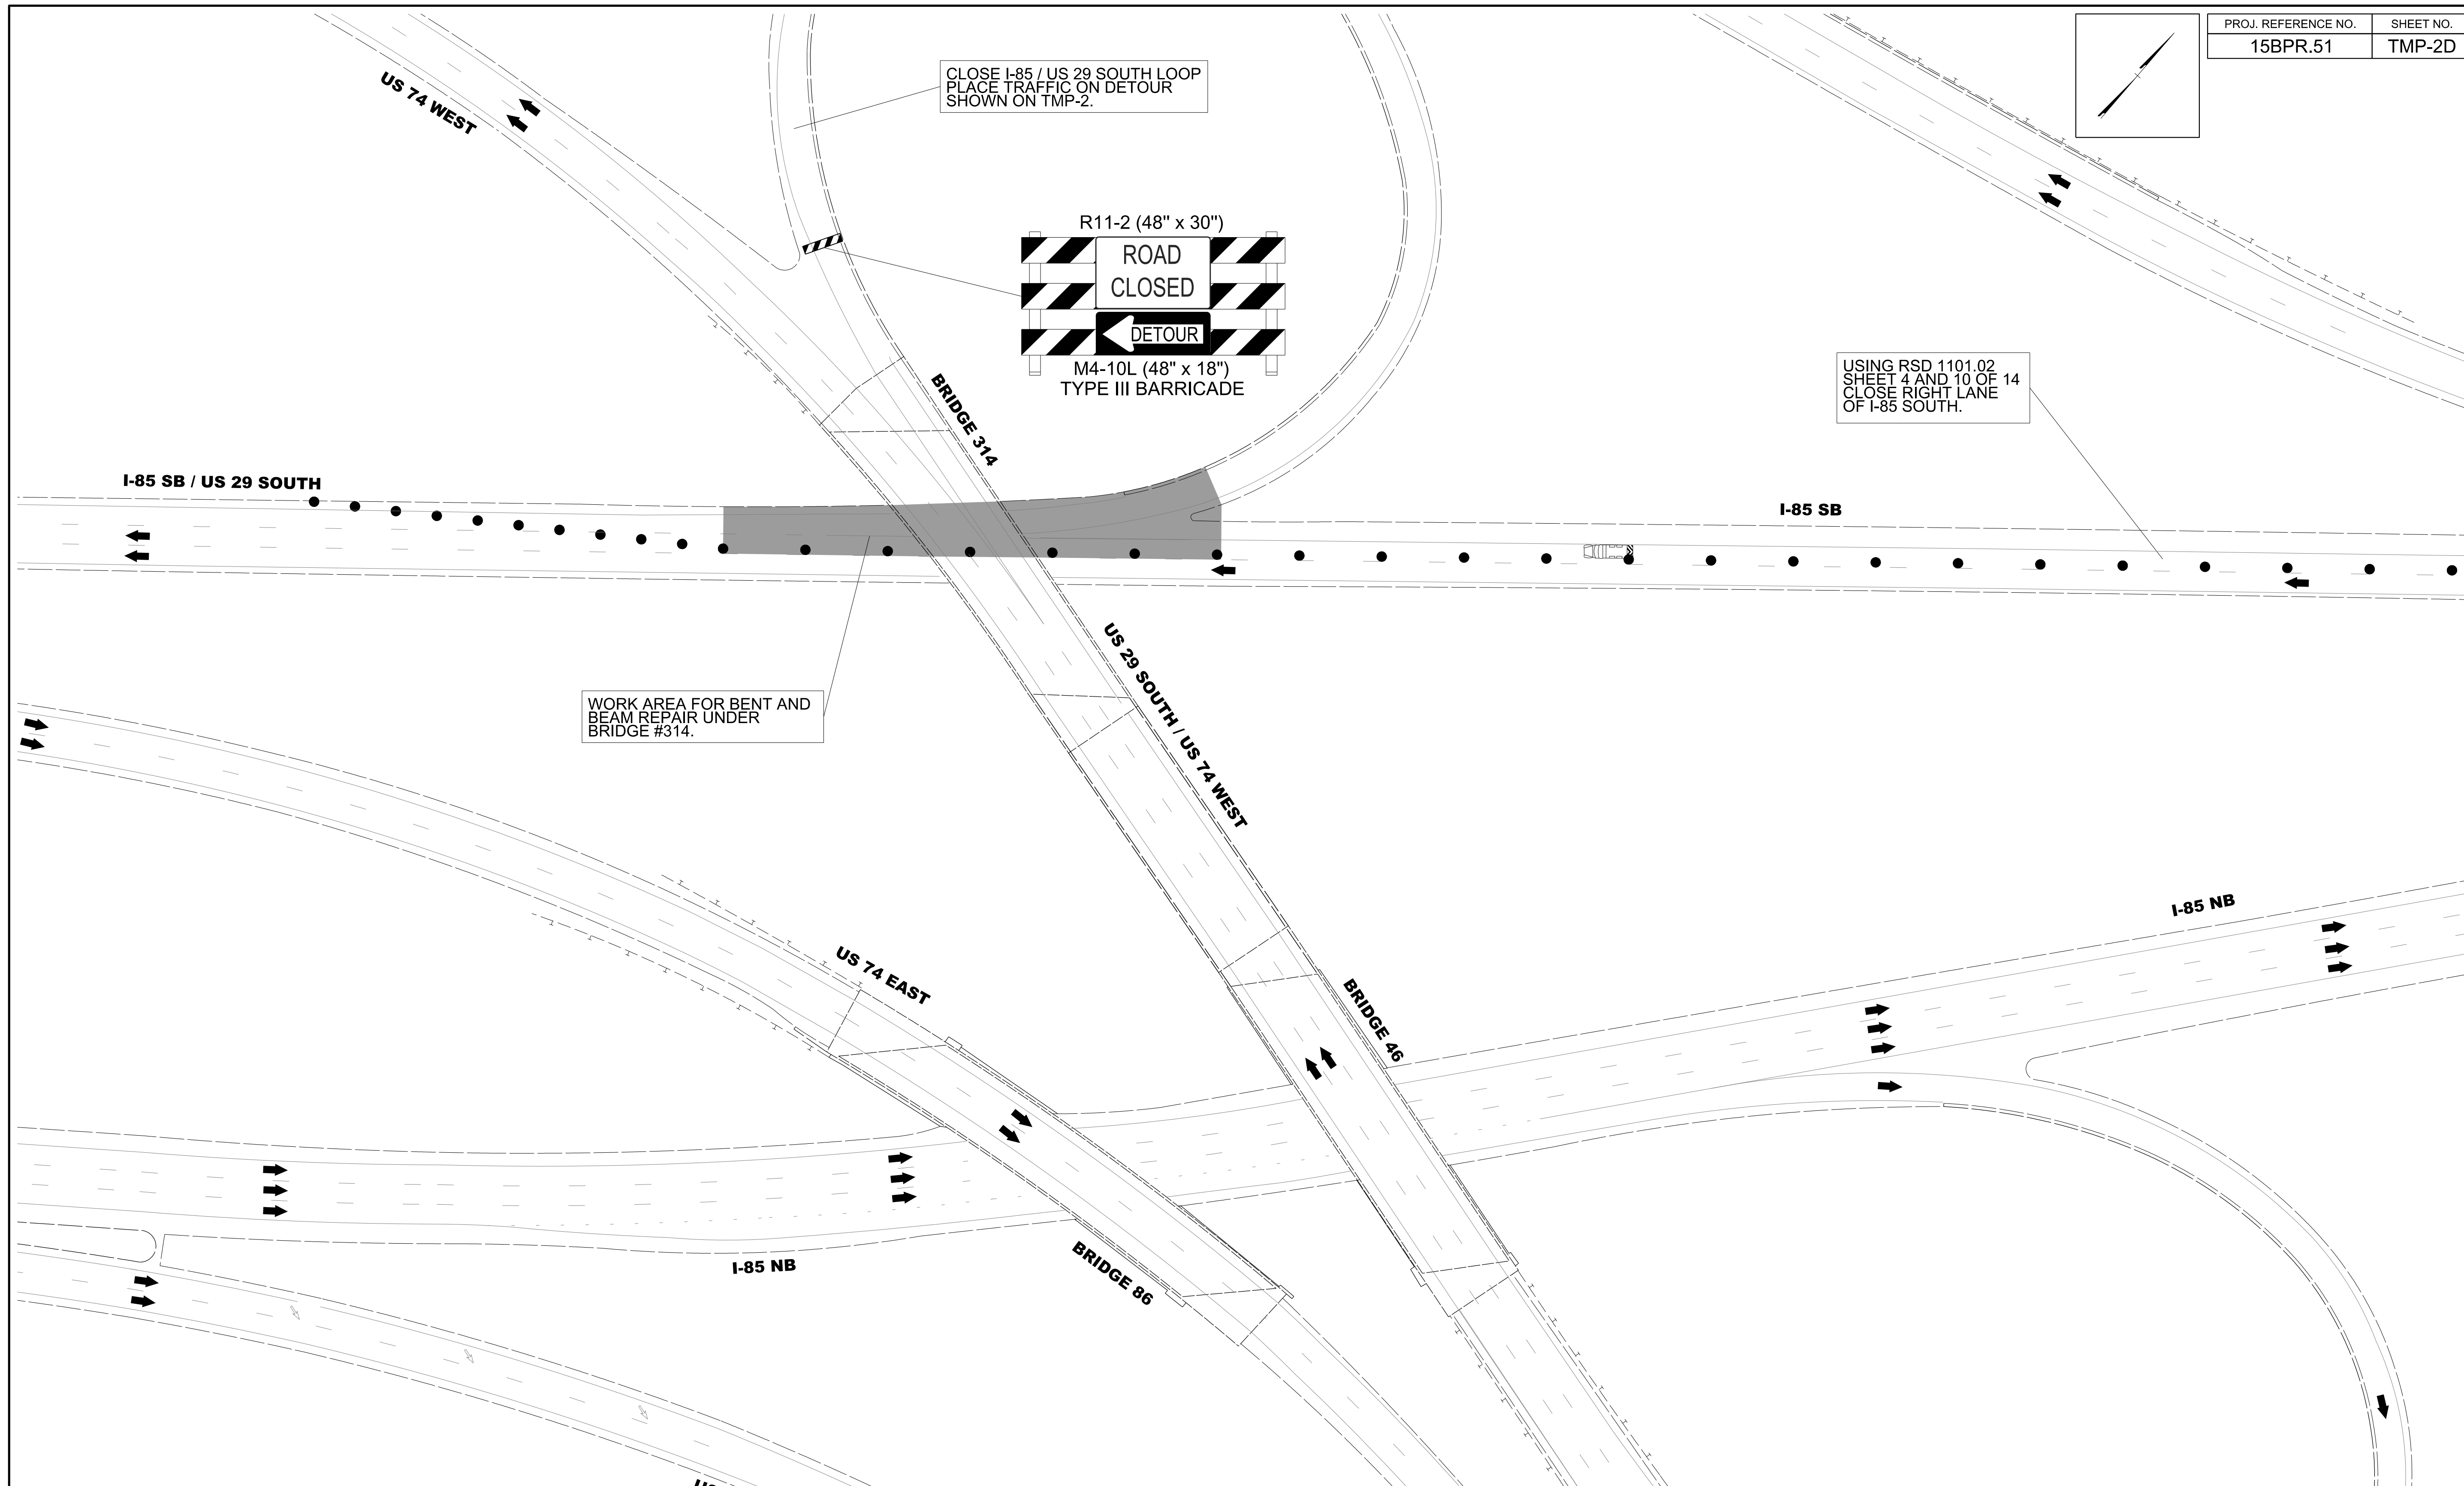 PROJ. REFERENCE NO.
SHEET NO.
15BPR.51
TMP-2D
US 74 WEST
CLOSE I-85 / US 29 SOUTH LOOP
PLACE TRAFFIC ON DETOUR
SHOWN ON TMP-2.
R11-2 (48" x 30")
ROAD
CLOSED
DETOUR
M4-10L (48" x 18")
TYPE III BARRICADE
BRIDGE 314
USING RSD 1101.02
SHEET 4 AND 10 OF 14
CLOSE RIGHT LANE
OF I-85 SOUTH.
I-85 SB / US 29 SOUTH
I-85 SB
US 29 SOUTH / US 74 WEST
WORK AREA FOR BENT AND
BEAM REPAIR UNDER
BRIDGE #314.
I-85 NB
US 74 EAST
BRIDGE 46
I-85 NB
BRIDGE 86